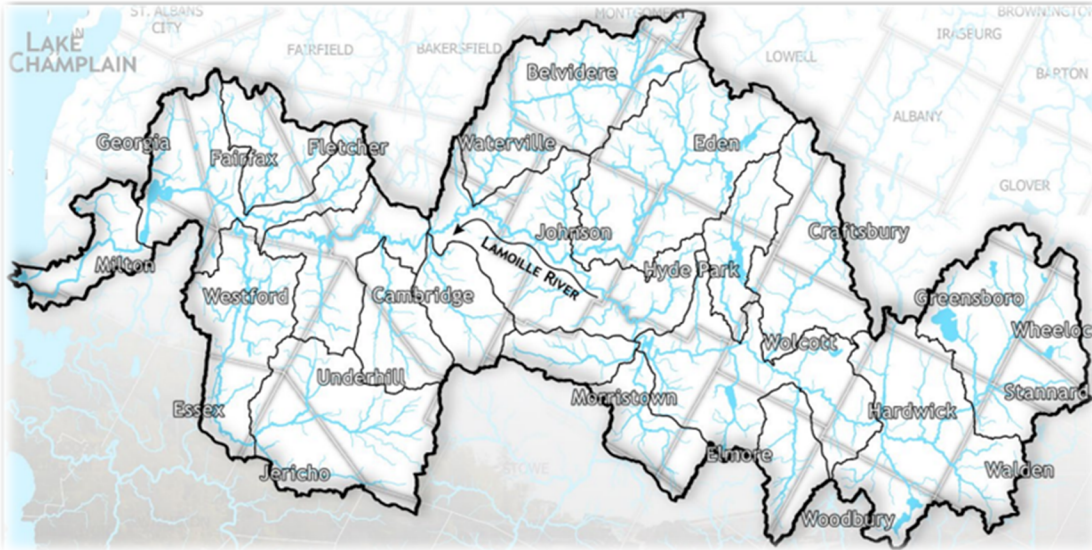 ST. ALBANS
CITY
MONTGOMERY
BROWNINGTON
LAKE
CHAMPLAIN
FAIRFIELD
BAKERSFIELD
LOWELL
IRASBURG
BARTON
Belvidere
ALBANY
Georgia
Fairfax
Fletcher
Waterville
Eden
GLOVER
Milton
Johnson
Craftsbury
LAMOILLE RIVER
Hyde Park
Westford
Cambridge
Greensboro
Wheeloc
Wolcott
Underhill
Morristown
Stannard
Essex
Hardwick
Jericho
STOWE
Elmore
Walden
Woodbury